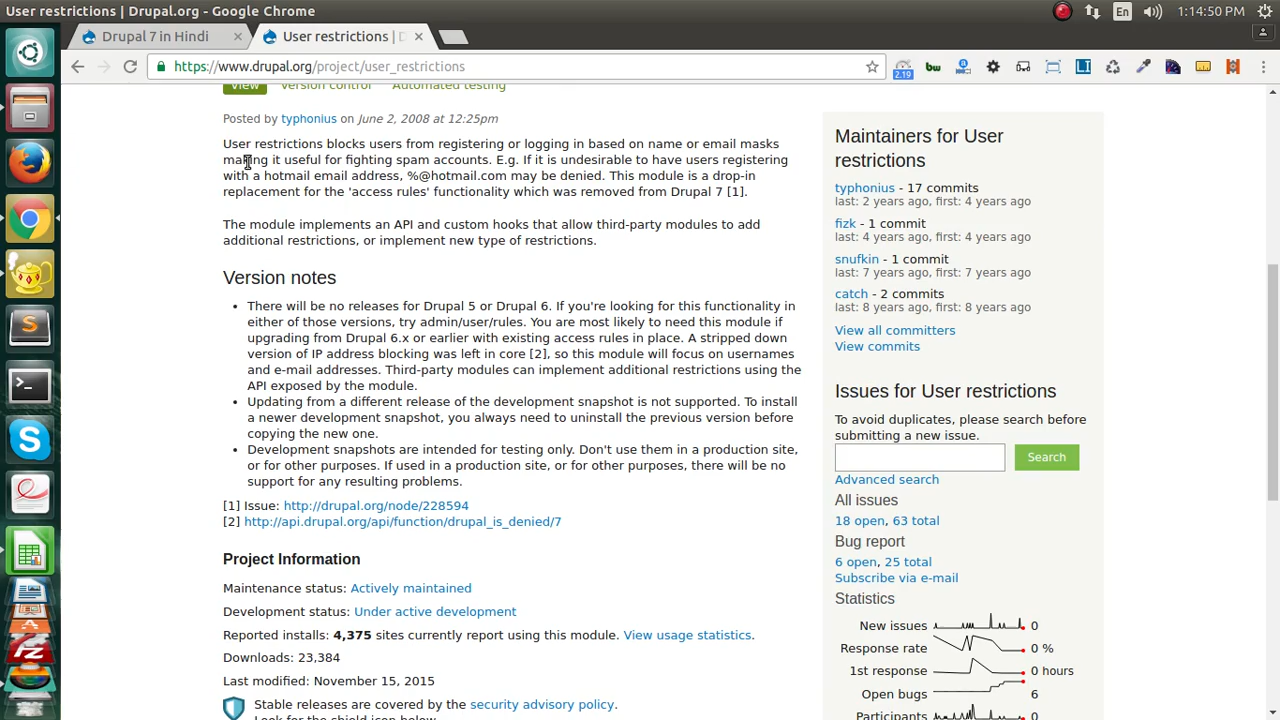 User restrictions | Drupal.org - Google Chrome
En
1:14:50 PM
Drupal 7 in Hindi
User restrictions | D
https://www.drupal.org/project/user_restrictions
2.19
bw
LI
View
Version control
Automated testing
Posted by typhonius on June 2, 2008 at 12:25pm
User restrictions blocks users from registering or logging in based on name or email masks
making it useful for fighting spam accounts. E.g. If it is undesirable to have users registering
with a hotmail email address, %@hotmail.com may be denied. This module is a drop-in
replacement for the 'access rules' functionality which was removed from Drupal 7 [1].
The module implements an API and custom hooks that allow third-party modules to add
additional restrictions, or implement new type of restrictions.
Version notes
• There will be no releases for Drupal 5 or Drupal 6. If you're looking for this functionality in
either of those versions, try admin/user/rules. You are most likely to need this module if
upgrading from Drupal 6.x or earlier with existing access rules in place. A stripped down
version of IP address blocking was left in core [2], so this module will focus on usernames
and e-mail addresses. Third-party modules can implement additional restrictions using the
API exposed by the module.
• Updating from a different release of the development snapshot is not supported. To install
a newer development snapshot, you always need to uninstall the previous version before
copying the new one.
• Development snapshots are intended for testing only. Don't use them in a production site,
or for other purposes. If used in a production site, or for other purposes, there will be no
support for any resulting problems.
[1] Issue: http://drupal.org/node/228594
[2] http://api.drupal.org/api/function/drupal_is_denied/7
Project Information
Maintenance status: Actively maintained
Development status: Under active development
Reported installs: 4,375 sites currently report using this module. View usage statistics.
Downloads: 23,384
Last modified: November 15, 2015
Stable releases are covered by the security advisory policy.
Look for the shield icon below.
Maintainers for User
restrictions
typhonius - 17 commits
last: 2 years ago, first: 4 years ago
fizk - 1 commit
last: 4 years ago, first: 4 years ago
snufkin - 1 commit
last: 7 years ago, first: 7 years ago
catch - 2 commits
last: 8 years ago, first: 8 years ago
View all committers
View commits
Issues for User restrictions
To avoid duplicates, please search before
submitting a new issue.
Search
Advanced search
All issues
18 open, 63 total
Bug report
6 open, 25 total
Subscribe via e-mail
Statistics
New issues 0
Response rate 0 %
1st response 0 hours
Open bugs 6
Participants 0